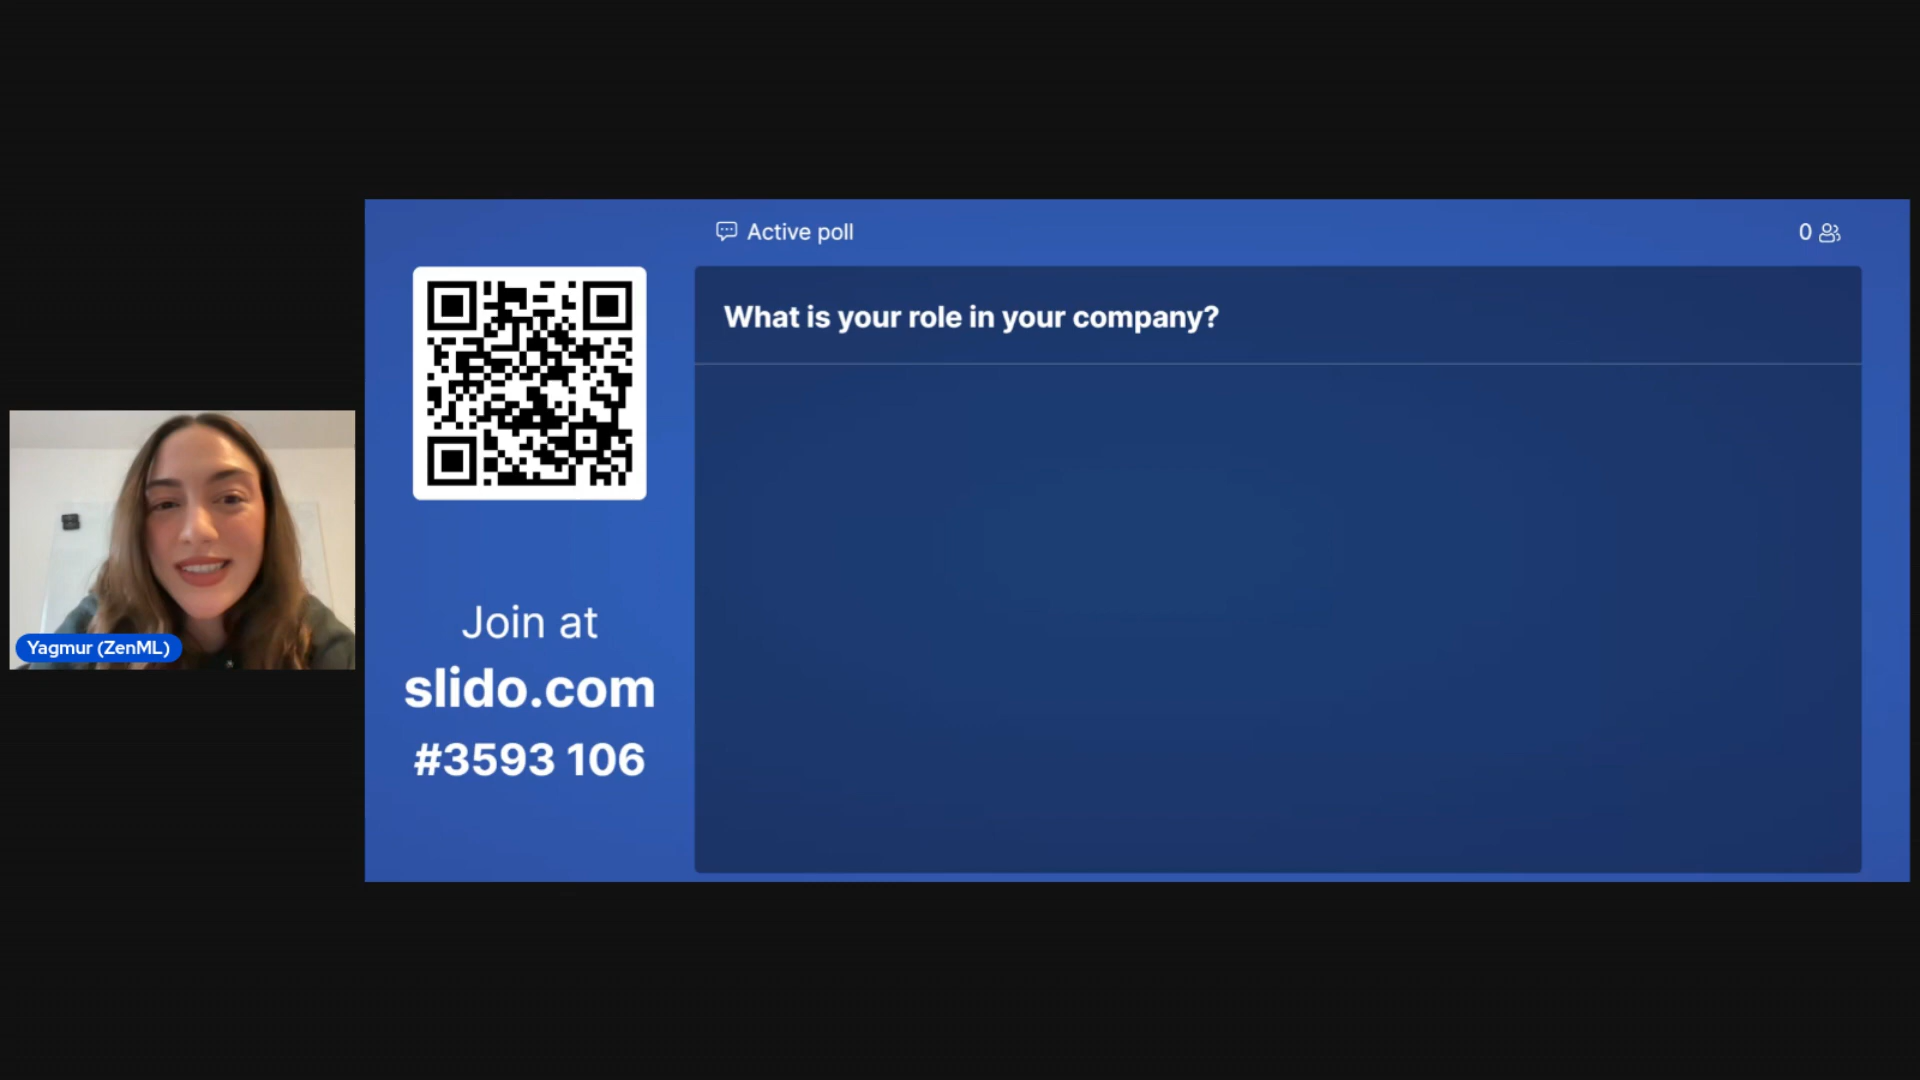 Active poll
0
What is your role in your company?
Join at
slido.com
#3593 106
Yagmur (ZenML)